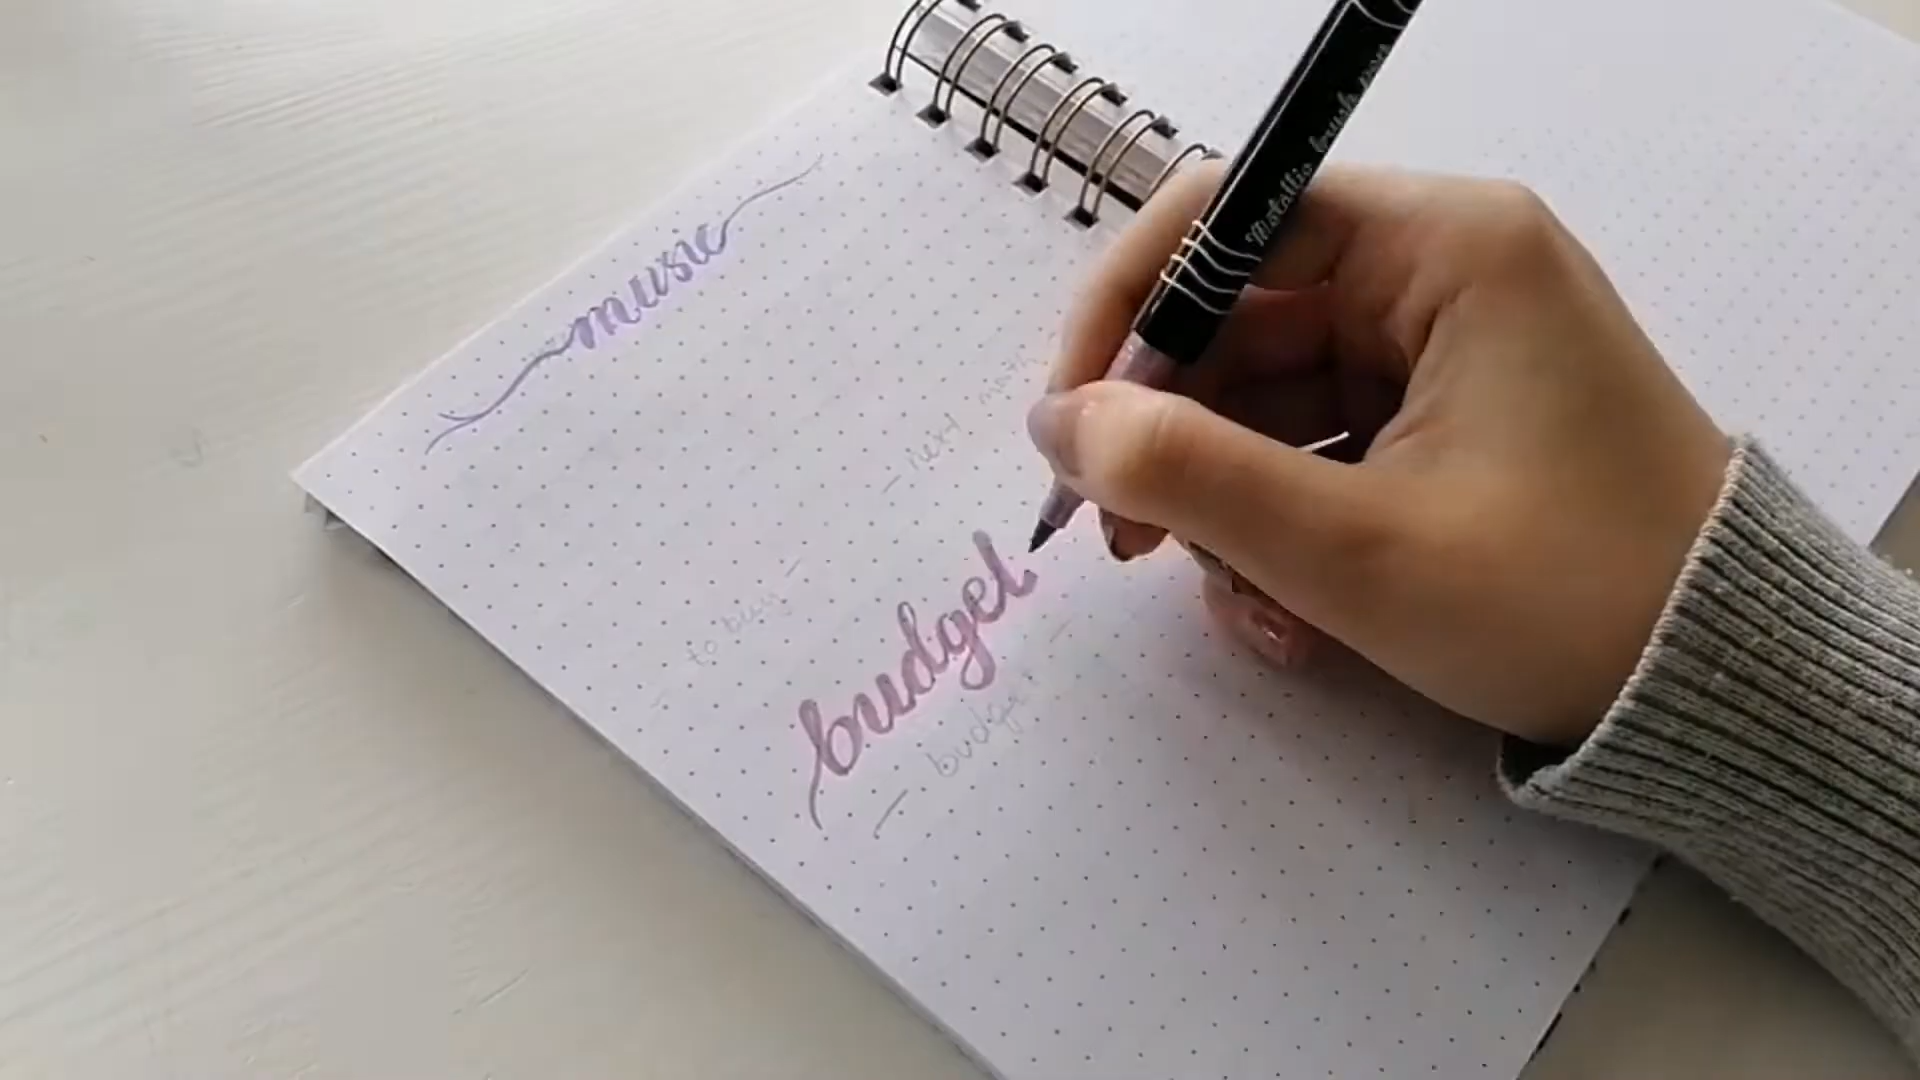 music
- next month
to buy -
budget
- budget -
Metallic brush pen